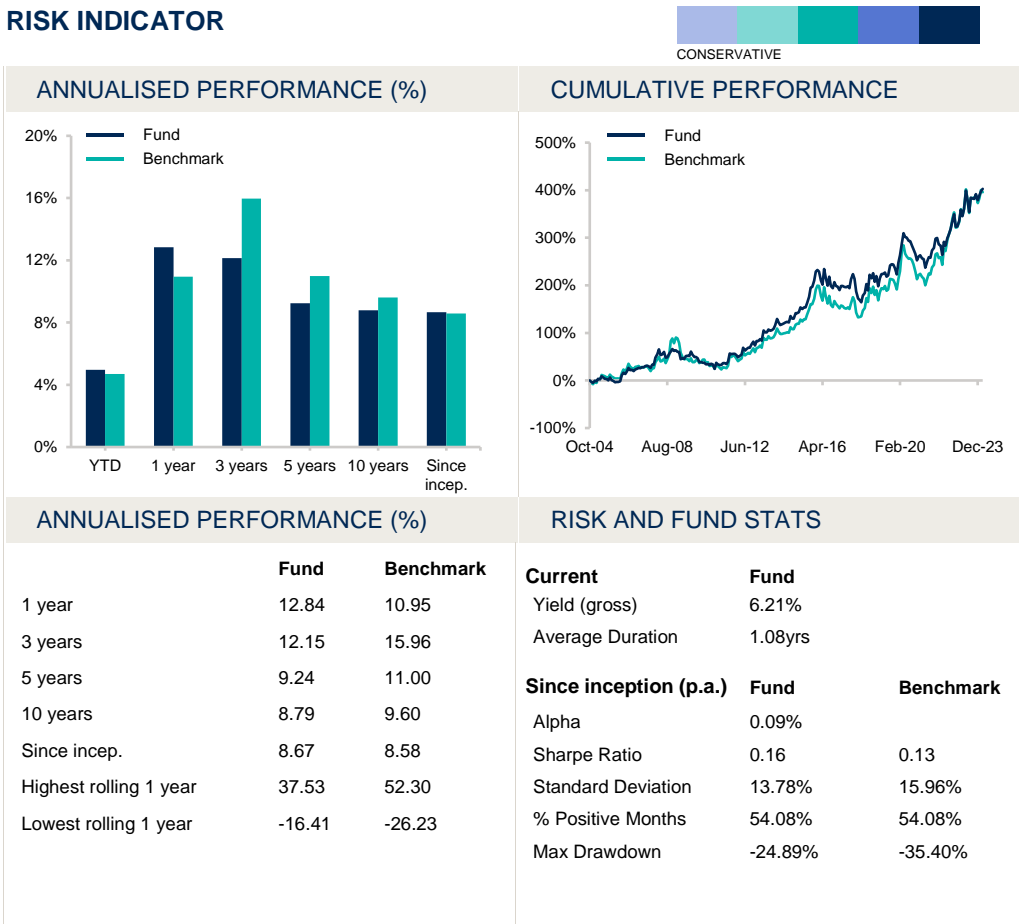 RISK INDICATOR
CONSERVATIVE
ANNUALISED PERFORMANCE (%)
20%
16%
12%
8%
4%
0%
Fund
Benchmark
YTD 1 year 3 years 5 years 10 years Since
incep.
CUMULATIVE PERFORMANCE
500%
400%
300%
200%
100%
0%
-100%
Fund
Benchmark
Oct-04 Aug-08 Jun-12 Apr-16 Feb-20 Dec-23
ANNUALISED PERFORMANCE (%)
Fund Benchmark
1 year 12.84 10.95
3 years 12.15 15.96
5 years 9.24 11.00
10 years 8.79 9.60
Since incep. 8.67 8.58
Highest rolling 1 year 37.53 52.30
Lowest rolling 1 year -16.41 -26.23
RISK AND FUND STATS
Current Fund
Yield (gross) 6.21%
Average Duration 1.08yrs
Since inception (p.a.) Fund Benchmark
Alpha 0.09%
Sharpe Ratio 0.16 0.13
Standard Deviation 13.78% 15.96%
% Positive Months 54.08% 54.08%
Max Drawdown -24.89% -35.40%